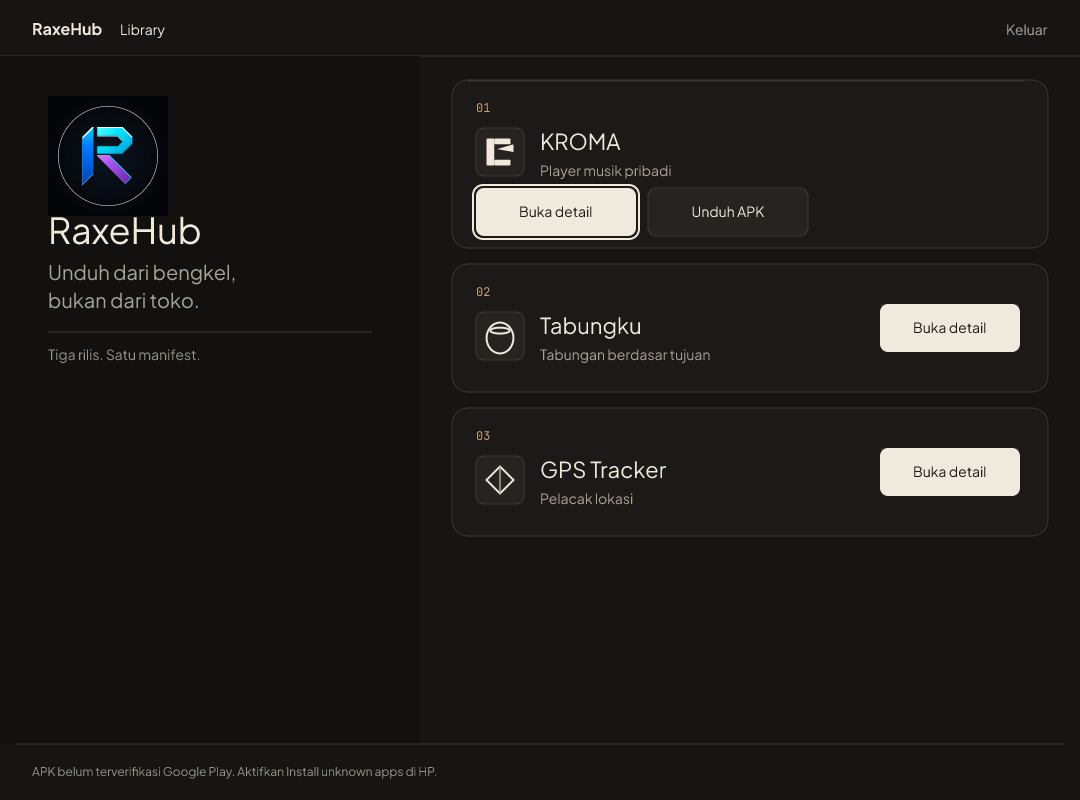 RaxeHub
Library
Keluar
RaxeHub
Unduh dari bengkel,
bukan dari toko.
Tiga rilis. Satu manifest.
01
KROMA
Player musik pribadi
Buka detail
Unduh APK
02
Tabungku
Tabungan berdasar tujuan
Buka detail
03
GPS Tracker
Pelacak lokasi
Buka detail
APK belum terverifikasi Google Play. Aktifkan Install unknown apps di HP.